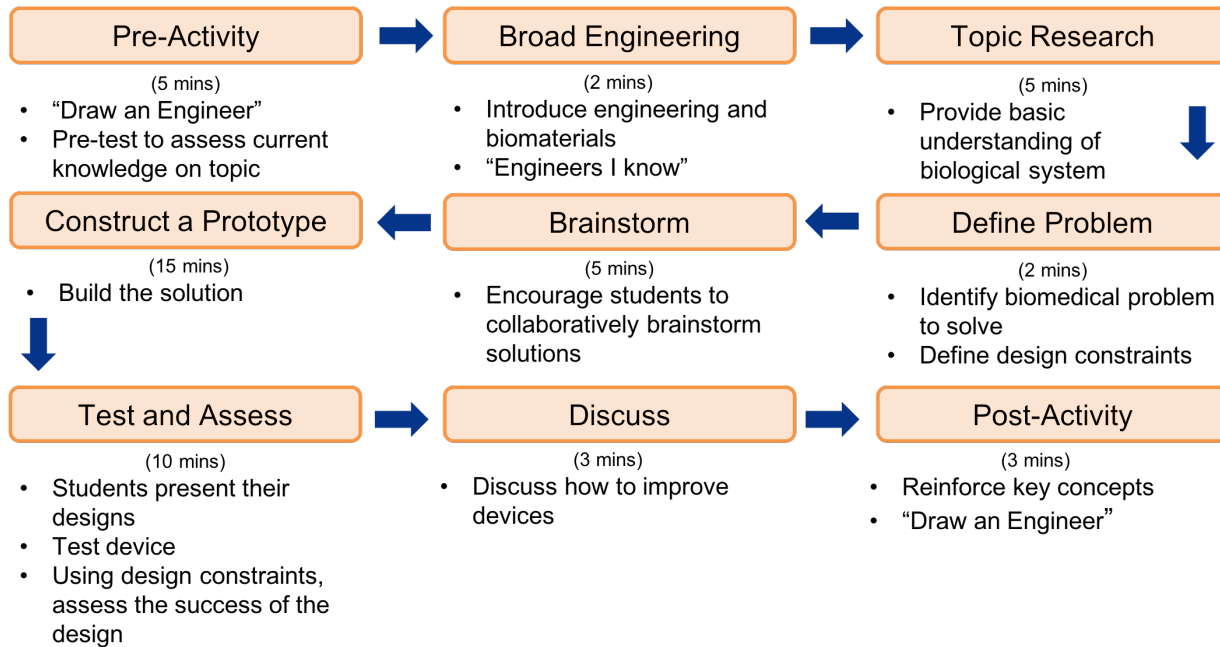 Pre-Activity
(5 mins)
• “Draw an Engineer”
• Pre-test to assess current
knowledge on topic
Broad Engineering
(2 mins)
• Introduce engineering and
biomaterials
• “Engineers I know”
Topic Research
(5 mins)
• Provide basic
understanding of
biological system
Define Problem
(2 mins)
• Identify biomedical problem
to solve
• Define design constraints
Brainstorm
(5 mins)
• Encourage students to
collaboratively brainstorm
solutions
Construct a Prototype
(15 mins)
• Build the solution
Test and Assess
(10 mins)
• Students present their
designs
• Test device
• Using design constraints,
assess the success of the
design
Discuss
(3 mins)
• Discuss how to improve
devices
Post-Activity
(3 mins)
• Reinforce key concepts
• “Draw an Engineer”